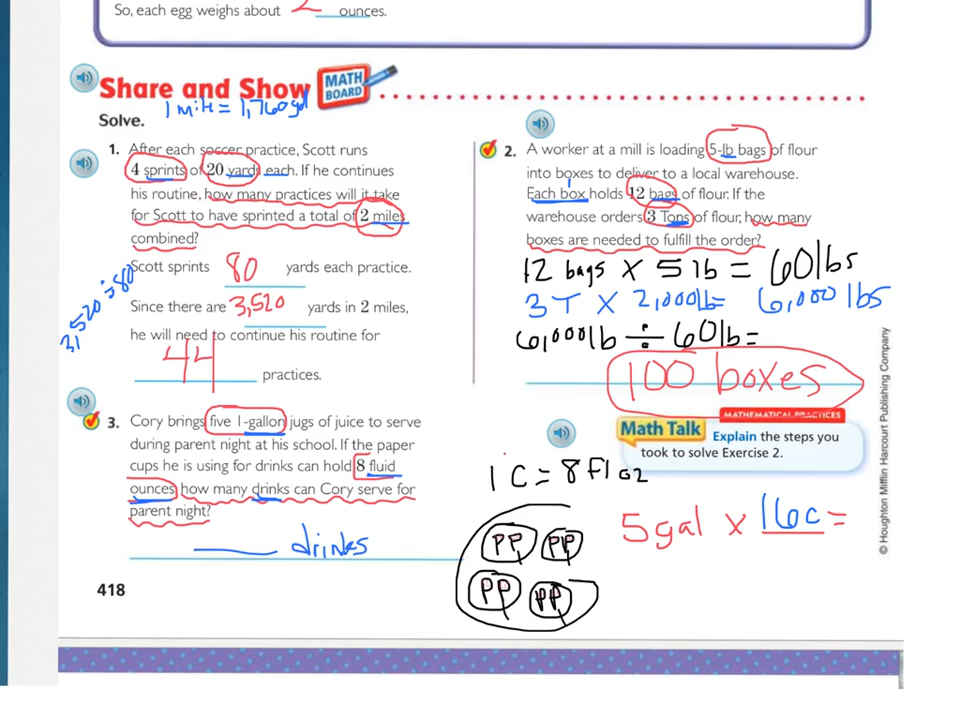 So, each egg weighs about 2 ounces.
Share and Show MATH BOARD
1 mile = 1,760 yd
Solve.
1. After each soccer practice, Scott runs
4 sprints of 20 yards each. If he continues
his routine, how many practices will it take
for Scott to have sprinted a total of 2 miles
combined?
Scott sprints 80 yards each practice.
Since there are 3,520 yards in 2 miles,
3,520 ÷ 80
he will need to continue his routine for
44 practices.
2. A worker at a mill is loading 5-lb bags of flour
into boxes to deliver to a local warehouse.
Each box holds 12 bags of flour. If the
warehouse orders 3 Tons of flour, how many
boxes are needed to fulfill the order?
12 bags X 5 lb = 60 lbs
3 T X 2,000 lb = 6,000 lbs
6,000 lb ÷ 60 lb =
100 boxes
3. Cory brings five 1-gallon jugs of juice to serve
during parent night at his school. If the paper
cups he is using for drinks can hold 8 fluid
ounces, how many drinks can Cory serve for
parent night?
____ drinks
MATHEMATICAL PRACTICES
Math Talk Explain the steps you
took to solve Exercise 2.
1 C = 8 Fl oz
PP PP
PP PP
5 gal x 16 c =
418
© Houghton Mifflin Harcourt Publishing Company